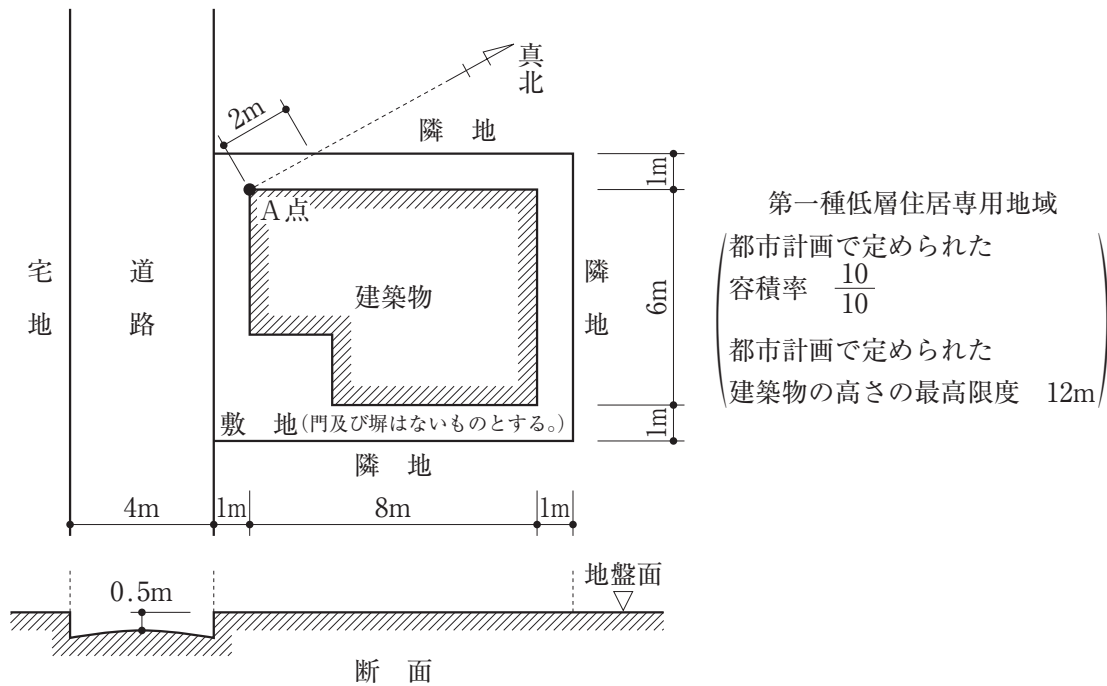 真北
2m
隣 地
1m
A点
第一種低層住居専用地域
都市計画で定められた
容積率 10/10
都市計画で定められた
建築物の高さの最高限度 12m
宅地
道路
建築物
隣地
6m
敷 地(門及び塀はないものとする。)
1m
隣 地
4m
1m
8m
1m
0.5m
地盤面
断 面